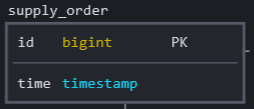 supply_order
id bigint PK
time timestamp